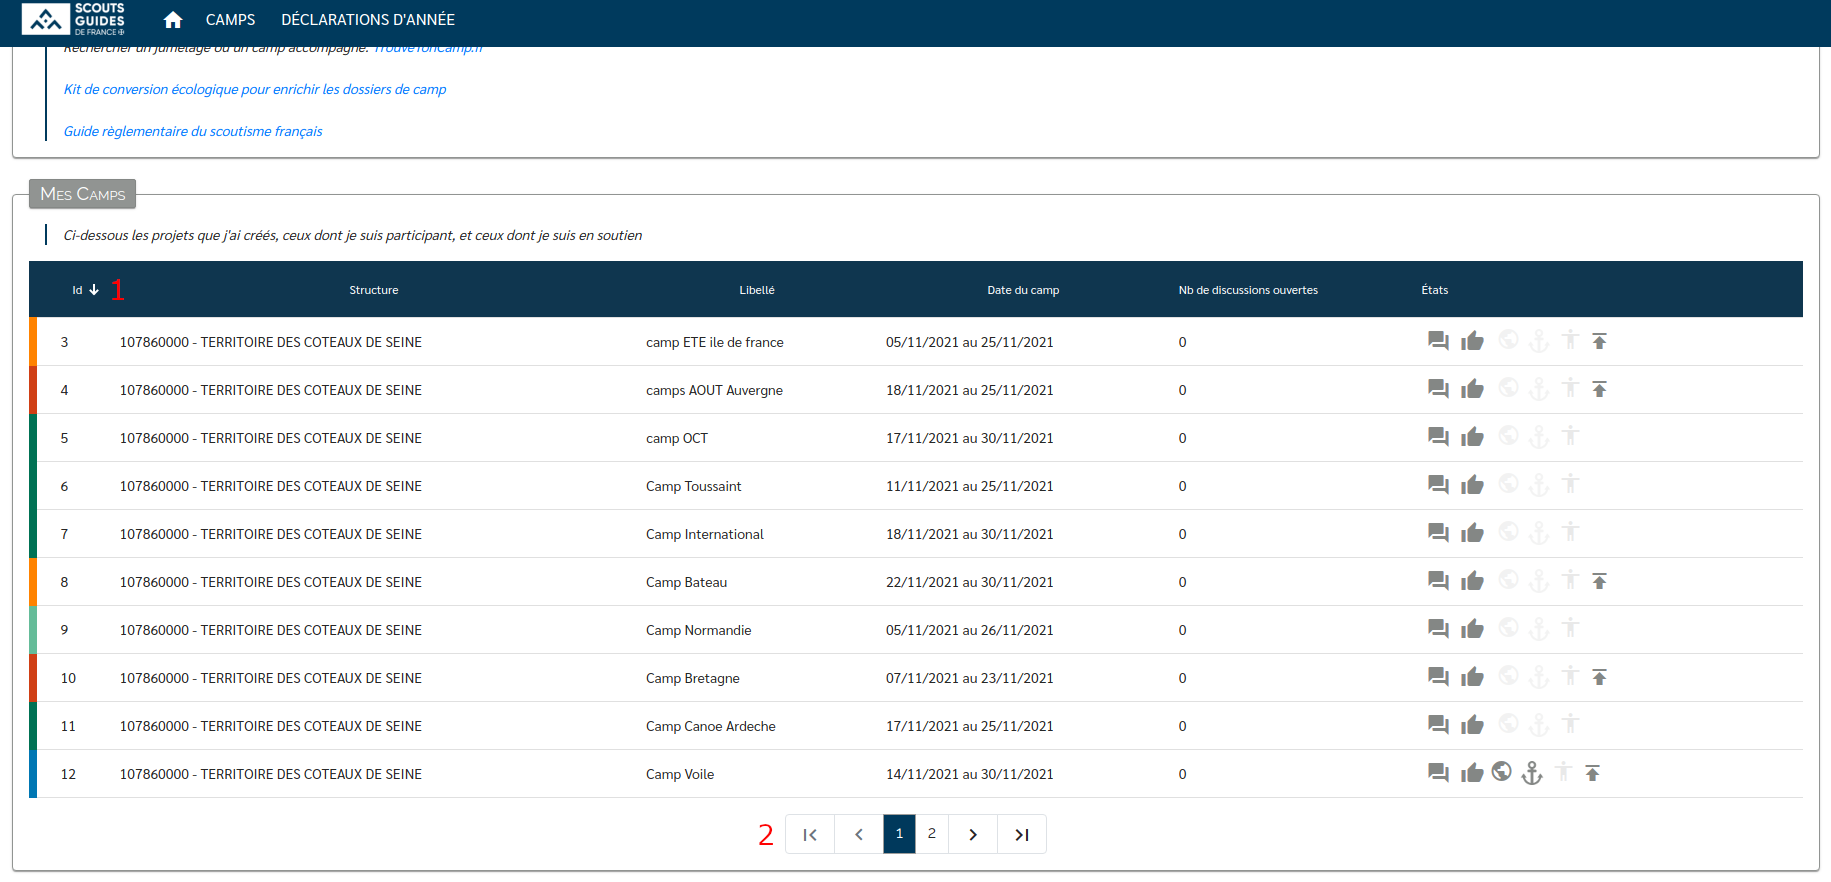 SCOUTS
GUIDES
DE FRANCE
CAMPS
DÉCLARATIONS D'ANNÉE
Rechercher un jumelage ou un camp accompagné. TrouveTonCamp.fr
Kit de conversion écologique pour enrichir les dossiers de camp
Guide règlementaire du scoutisme français
Mes Camps
Ci-dessous les projets que j'ai créés, ceux dont je suis participant, et ceux dont je suis en soutien
Id 1 Structure Libellé Date du camp Nb de discussions ouvertes États
3 107860000 - TERRITOIRE DES COTEAUX DE SEINE camp ETE ile de france 05/11/2021 au 25/11/2021 0
4 107860000 - TERRITOIRE DES COTEAUX DE SEINE camps AOUT Auvergne 18/11/2021 au 25/11/2021 0
5 107860000 - TERRITOIRE DES COTEAUX DE SEINE camp OCT 17/11/2021 au 30/11/2021 0
6 107860000 - TERRITOIRE DES COTEAUX DE SEINE Camp Toussaint 11/11/2021 au 25/11/2021 0
7 107860000 - TERRITOIRE DES COTEAUX DE SEINE Camp International 18/11/2021 au 30/11/2021 0
8 107860000 - TERRITOIRE DES COTEAUX DE SEINE Camp Bateau 22/11/2021 au 30/11/2021 0
9 107860000 - TERRITOIRE DES COTEAUX DE SEINE Camp Normandie 05/11/2021 au 26/11/2021 0
10 107860000 - TERRITOIRE DES COTEAUX DE SEINE Camp Bretagne 07/11/2021 au 23/11/2021 0
11 107860000 - TERRITOIRE DES COTEAUX DE SEINE Camp Canoe Ardeche 17/11/2021 au 25/11/2021 0
12 107860000 - TERRITOIRE DES COTEAUX DE SEINE Camp Voile 14/11/2021 au 30/11/2021 0
2 1 2